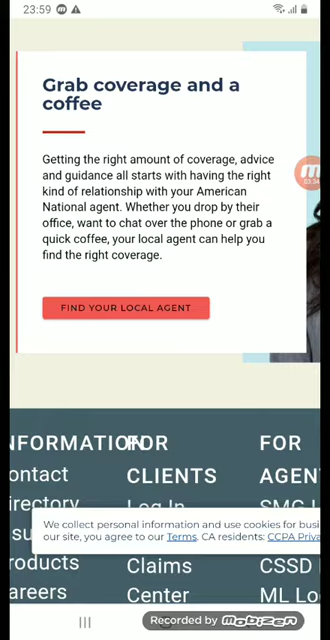 23:59
Grab coverage and a
coffee
Getting the right amount of coverage, advice
and guidance all starts with having the right
kind of relationship with your American
National agent. Whether you drop by their
office, want to chat over the phone or grab a
quick coffee, your local agent can help you
find the right coverage.
FIND YOUR LOCAL AGENT
FOR
CLIENTS
Log In
Claims
Center
FOR
AGEN
CSSD
ML Lo
We collect personal information and use cookies for busi
our site, you agree to our Terms. CA residents: CCPA Priva
Recorded by mobizen